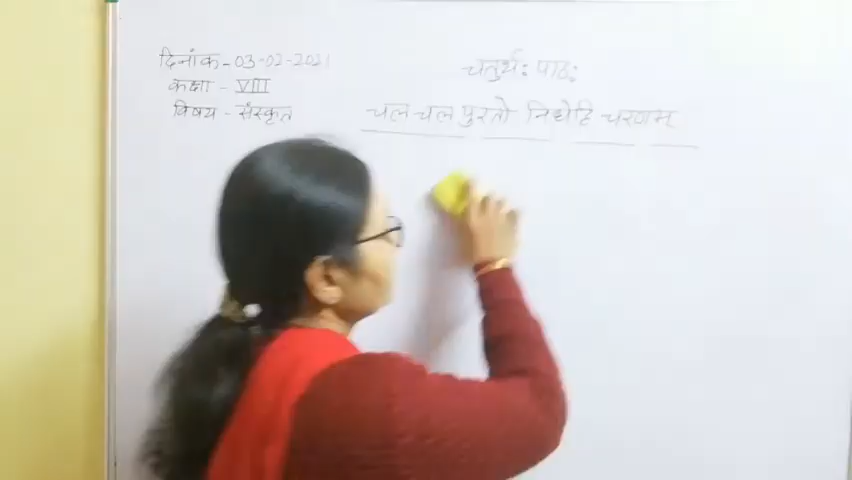 दिनांक - 03-02-2021
कक्षा - VIII
विषय - संस्कृत
चतुर्थ: पाठ:
चल चल पुरतो निधेहि चरणम्